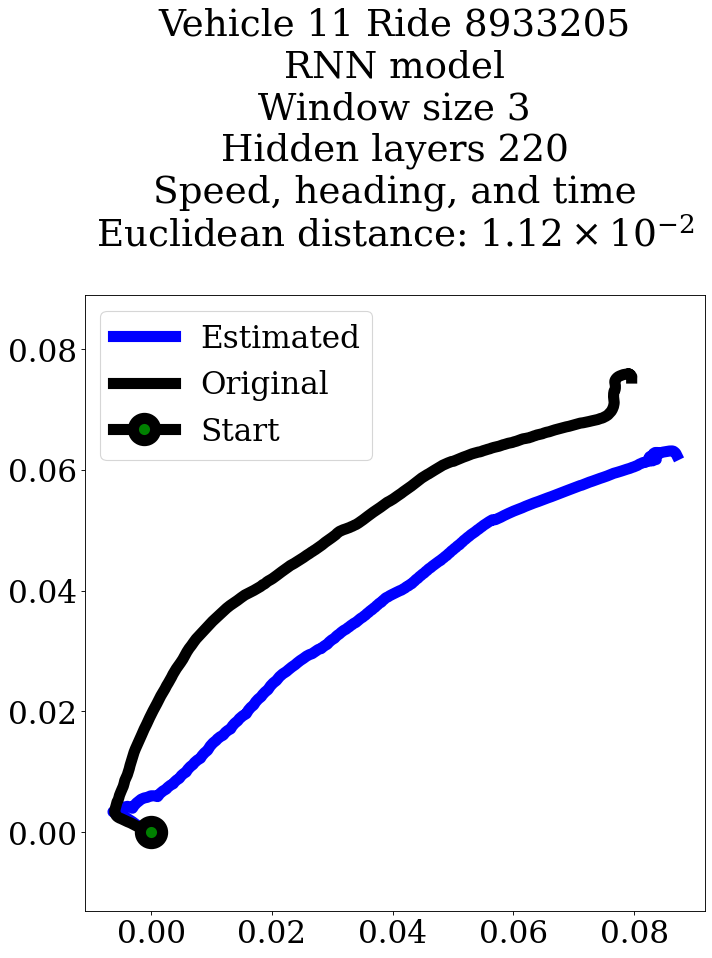 Vehicle 11 Ride 8933205
RNN model
Window size 3
Hidden layers 220
Speed, heading, and time
Euclidean distance: 1.12 × 10⁻²
Estimated
Original
Start
0.08
0.06
0.04
0.02
0.00
0.00 0.02 0.04 0.06 0.08